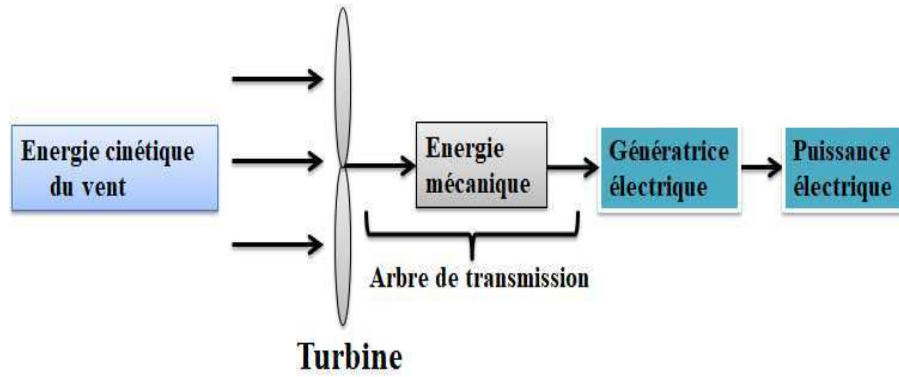 Energie cinétique
du vent
Energie
mécanique
Génératrice
électrique
Puissance
électrique
Arbre de transmission
Turbine